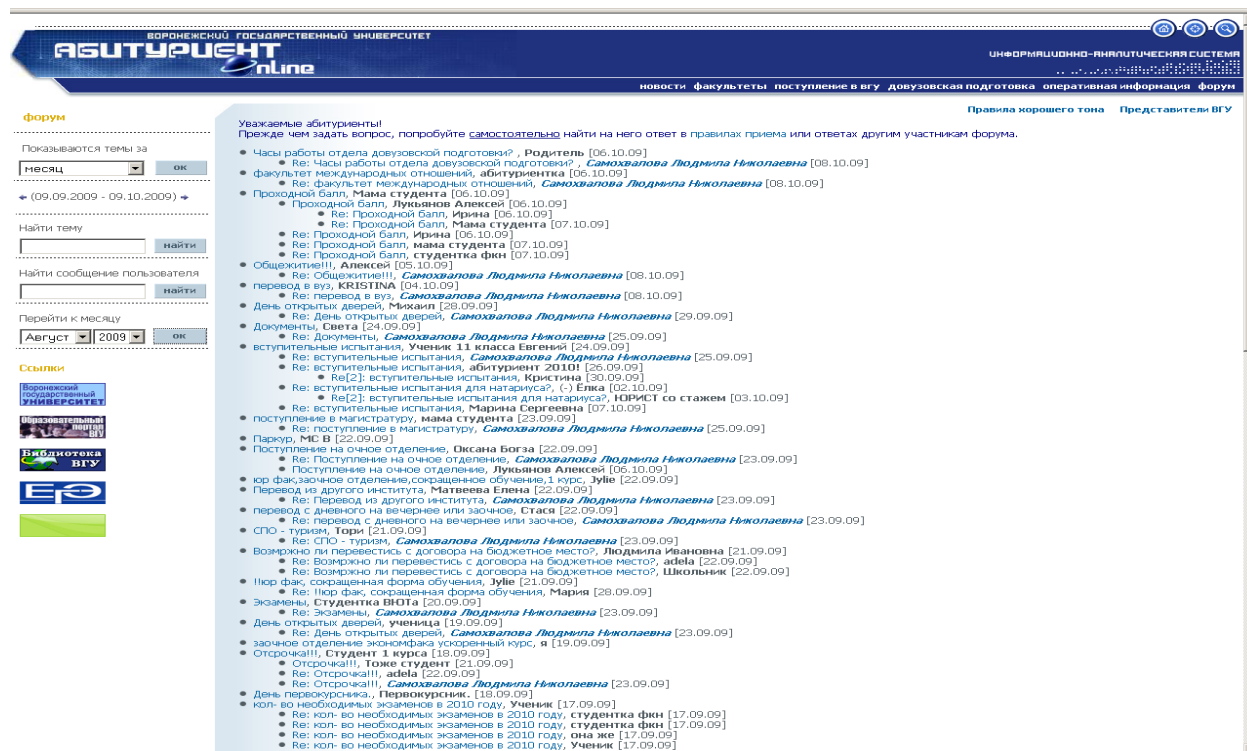 ВОРОНЕЖСКИЙ ГОСУДАРСТВЕННЫЙ УНИВЕРСИТЕТ
АБИТУРИЕНТ
Online
ИНФОРМАЦИОННО-АНАЛИТИЧЕСКАЯ СИСТЕМА
новости факультеты поступление в вгу довузовская подготовка оперативная информация форум
Правила хорошего тона Представители ВГУ
форум
Показываются темы за
месяц ок
(09.09.2009 - 09.10.2009)
Найти тему
найти
Найти сообщение пользователя
найти
Перейти к месяцу
Август 2009 ок
Ссылки
Воронежский
государственный
УНИВЕРСИТЕТ
Образовательный
портал
ВГУ
Библиотека
ВГУ
ЕР
Уважаемые абитуриенты!
Прежде чем задать вопрос, попробуйте самостоятельно найти на него ответ в правилах приема или ответах другим участникам форума.
Часы работы отдела довузовской подготовки? , Родитель [06.10.09]
Re: Часы работы отдела довузовской подготовки? , Самохвалова Людмила Николаевна [08.10.09]
факультет международных отношений, абитуриентка [06.10.09]
Re: факультет международных отношений, Самохвалова Людмила Николаевна [08.10.09]
Проходной балл, Мама студента [06.10.09]
Проходной балл, Лукьянов Алексей [06.10.09]
Re: Проходной балл, Ирина [06.10.09]
Re: Проходной балл, Мама студента [07.10.09]
Re: Проходной балл, Ирина [06.10.09]
Re: Проходной балл, мама студента [07.10.09]
Re: Проходной балл, студентка фкн [07.10.09]
Общежитие!!!, Алексей [05.10.09]
Re: Общежитие!!!, Самохвалова Людмила Николаевна [08.10.09]
перевод в вуз, KRISTINA [04.10.09]
Re: перевод в вуз, Самохвалова Людмила Николаевна [08.10.09]
День открытых дверей, Михаил [28.09.09]
Re: День открытых дверей, Самохвалова Людмила Николаевна [29.09.09]
Документы, Света [24.09.09]
Re: Документы, Самохвалова Людмила Николаевна [25.09.09]
вступительные испытания, Ученик 11 класса Евгений [24.09.09]
Re: вступительные испытания, Самохвалова Людмила Николаевна [25.09.09]
Re: вступительные испытания, абитуриент 2010! [26.09.09]
Re[2]: вступительные испытания, Кристина [30.09.09]
Re: вступительные испытания для натариуса?, (-) Ёлка [02.10.09]
Re[2]: вступительные испытания для натариуса?, ЮРИСТ со стажем [03.10.09]
Re: вступительные испытания, Марина Сергеевна [07.10.09]
поступление в магистратуру, мама студента [23.09.09]
Re: поступление в магистратуру, Самохвалова Людмила Николаевна [25.09.09]
Паркур, МС В [22.09.09]
Поступление на очное отделение, Оксана Богза [22.09.09]
Re: Поступление на очное отделение, Самохвалова Людмила Николаевна [23.09.09]
Поступление на очное отделение, Лукьянов Алексей [06.10.09]
юр фак,заочное отделение,сокращенное обучение,1 курс, Jylie [22.09.09]
Перевод из другого института, Матвеева Елена [22.09.09]
Re: Перевод из другого института, Самохвалова Людмила Николаевна [23.09.09]
перевод с дневного на вечернее или заочное, Стася [22.09.09]
Re: перевод с дневного на вечернее или заочное, Самохвалова Людмила Николаевна [23.09.09]
СПО - туризм, Тори [21.09.09]
Re: СПО - туризм, Самохвалова Людмила Николаевна [23.09.09]
Возмржно ли перевестись с договора на бюджетное место?, Людмила Ивановна [21.09.09]
Re: Возмржно ли перевестись с договора на бюджетное место?, adela [22.09.09]
Re: Возмржно ли перевестись с договора на бюджетное место?, Школьник [22.09.09]
!!юр фак, сокращенная форма обучения, Jylie [21.09.09]
Re: !!юр фак, сокращенная форма обучения, Мария [28.09.09]
Экзамены, Студентка ВЮТа [20.09.09]
Re: Экзамены, Самохвалова Людмила Николаевна [23.09.09]
День открытых дверей, ученица [19.09.09]
Re: День открытых дверей, Самохвалова Людмила Николаевна [23.09.09]
заочное отделение экономфака ускоренный курс, я [19.09.09]
Отсрочка!!!, Студент 1 курса [18.09.09]
Отсрочка!!!, Тоже студент [21.09.09]
Re: Отсрочка!!!, adela [22.09.09]
Re: Отсрочка!!!, Самохвалова Людмила Николаевна [23.09.09]
День первокурсника., Первокурсник. [18.09.09]
кол- во необходимых экзаменов в 2010 году, Ученик [17.09.09]
Re: кол- во необходимых экзаменов в 2010 году, студентка фкн [17.09.09]
Re: кол- во необходимых экзаменов в 2010 году, студентка фкн [17.09.09]
Re: кол- во необходимых экзаменов в 2010 году, она же [17.09.09]
Re: кол- во необходимых экзаменов в 2010 году, Ученик [17.09.09]